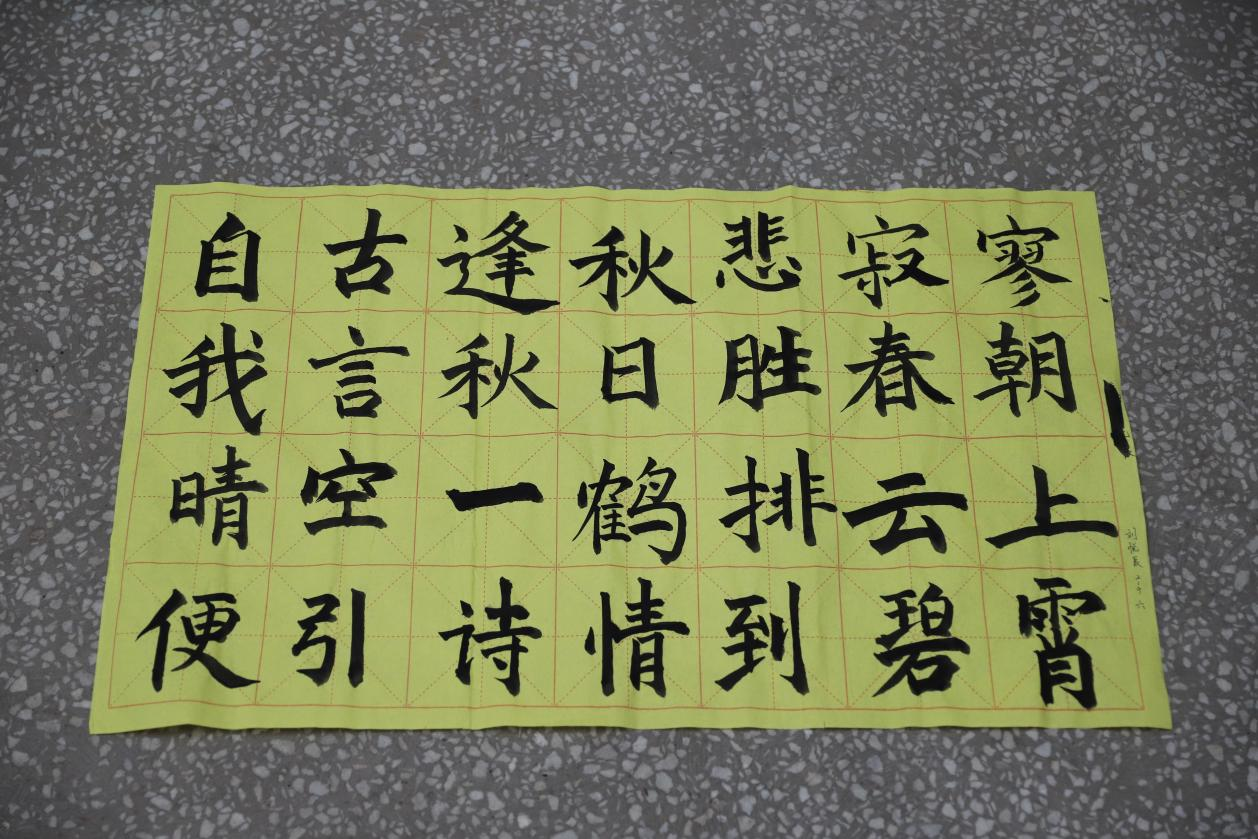 自古逢秋悲寂寥
我言秋日胜春朝
晴空一鹤排云上
便引诗情到碧霄